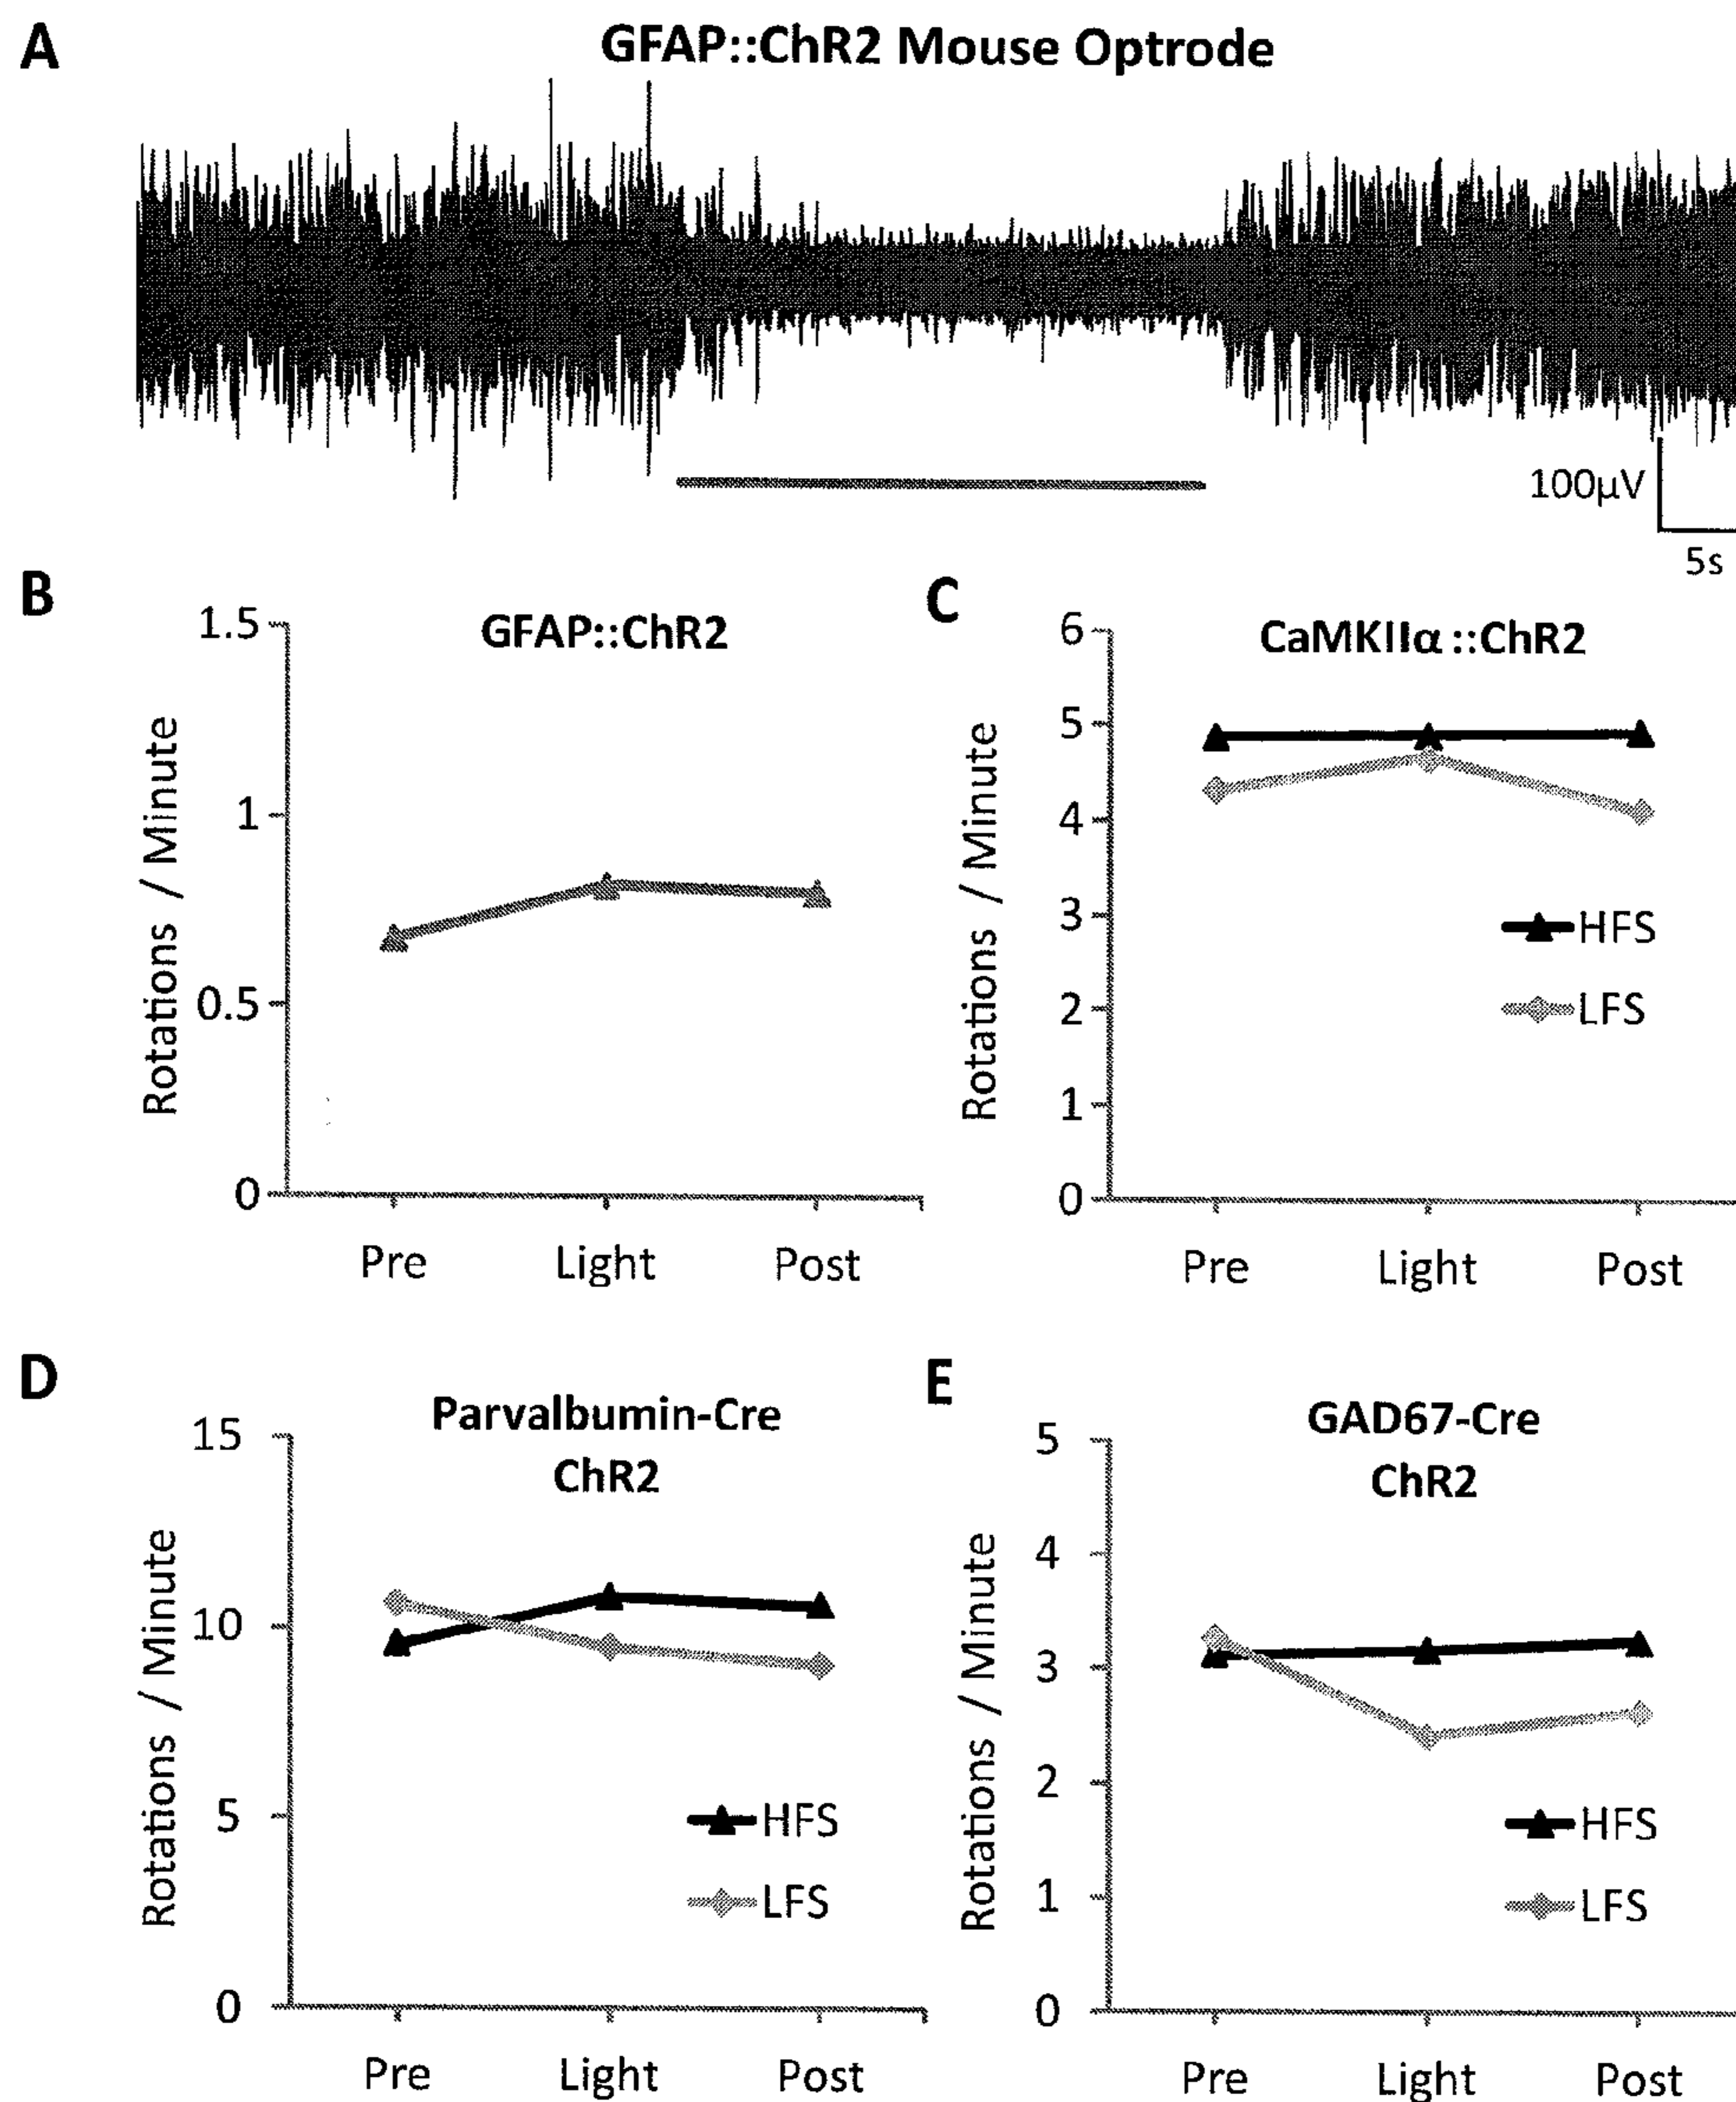 A
GFAP::ChR2 Mouse Optrode
100µV
5s
B
GFAP::ChR2
1.5
1
0.5
0
Rotations / Minute
Pre Light Post
C
CaMKIIα::ChR2
6
5
4
3
2
1
0
Rotations / Minute
HFS
LFS
Pre Light Post
D
Parvalbumin-Cre
ChR2
15
10
5
0
Rotations / Minute
HFS
LFS
Pre Light Post
E
GAD67-Cre
ChR2
5
4
3
2
1
0
Rotations / Minute
HFS
LFS
Pre Light Post